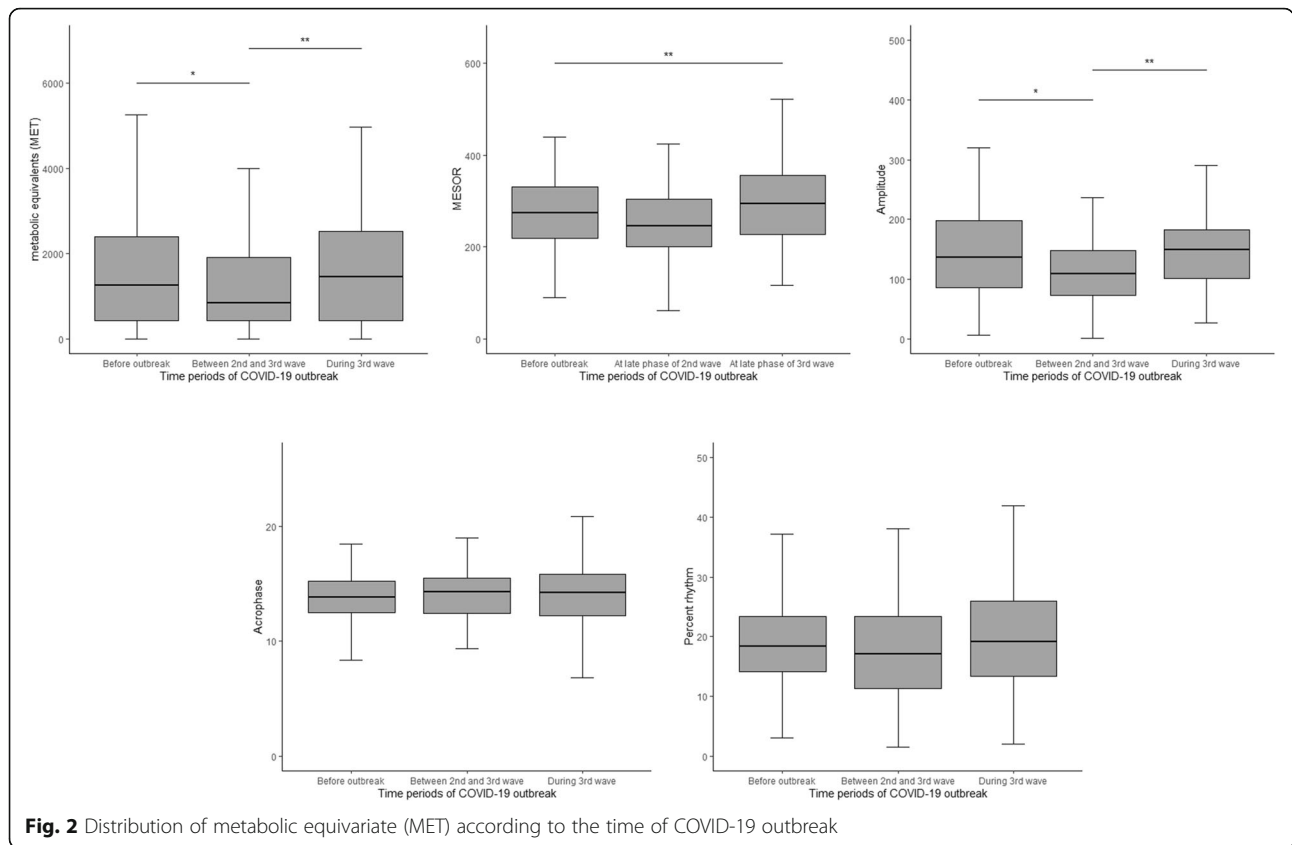 metabolic equivalents (MET)
6000
4000
2000
0
*
**
Before outbreak Between 2nd and 3rd wave During 3rd wave
Time periods of COVID-19 outbreak
MESOR
600
400
200
0
**
Before outbreak At late phase of 2nd wave At late phase of 3rd wave
Time periods of COVID-19 outbreak
Amplitude
500
400
300
200
100
0
*
**
Before outbreak Between 2nd and 3rd wave During 3rd wave
Time periods of COVID-19 outbreak
Acrophase
20
10
0
Before outbreak Between 2nd and 3rd wave During 3rd wave
Time periods of COVID-19 outbreak
Percent rhythm
50
40
30
20
10
0
Before outbreak Between 2nd and 3rd wave During 3rd wave
Time periods of COVID-19 outbreak
Fig. 2 Distribution of metabolic equivariate (MET) according to the time of COVID-19 outbreak